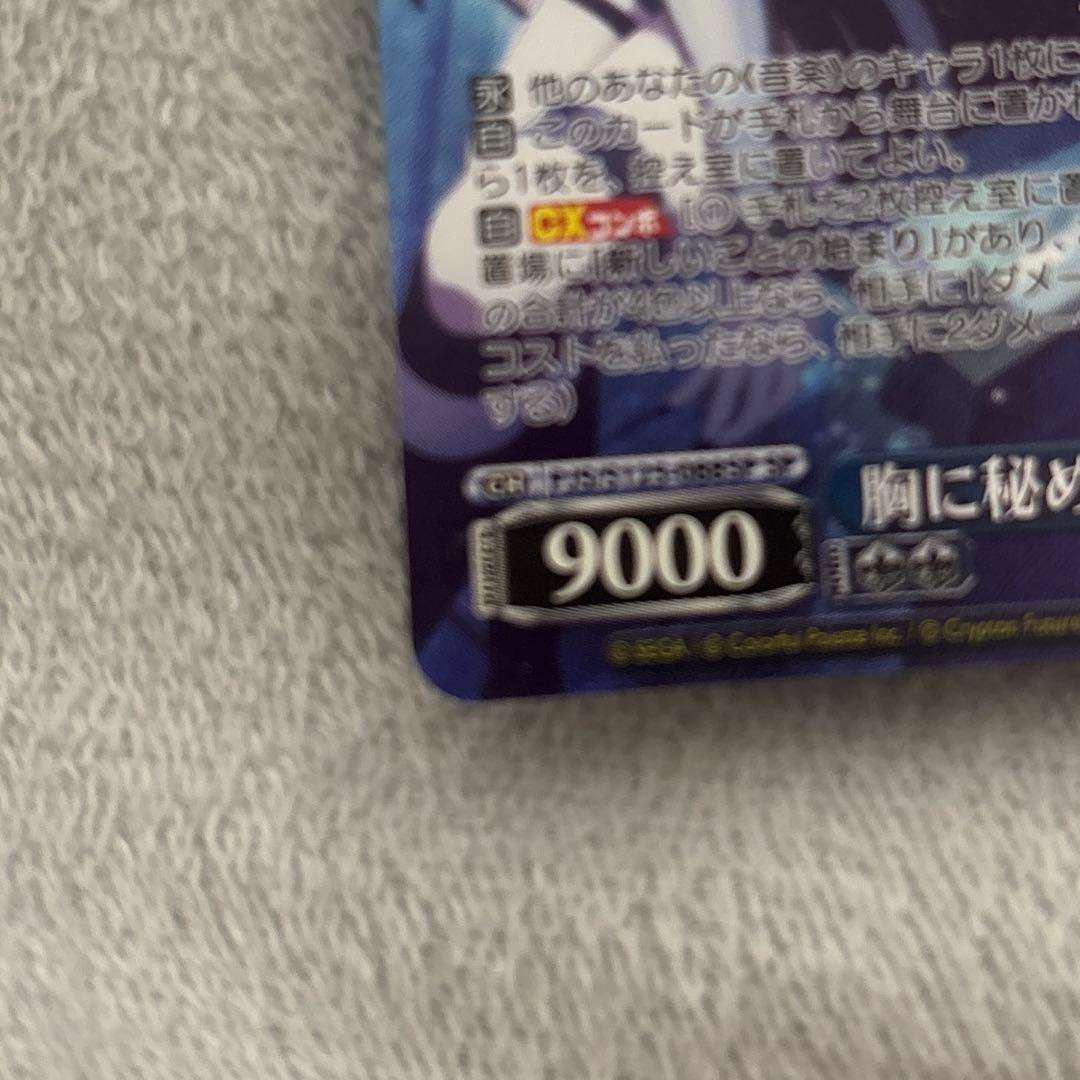 永 他のあなたの《音楽》のキャラ1枚に
自 このカードが手札から舞台に置かれ
ら1枚を、控え室に置いてよい。
自 CXコンボ [① 手札を2枚控え室に置
置場に「新しいことの始まり」があり、
の合計が4個以上なら、相手に1ダメー
コストを払ったなら、相手に2ダメー
する)
CH
9000
胸に秘め
© SEGA / © Colorful Palette Inc. / © Crypton Future